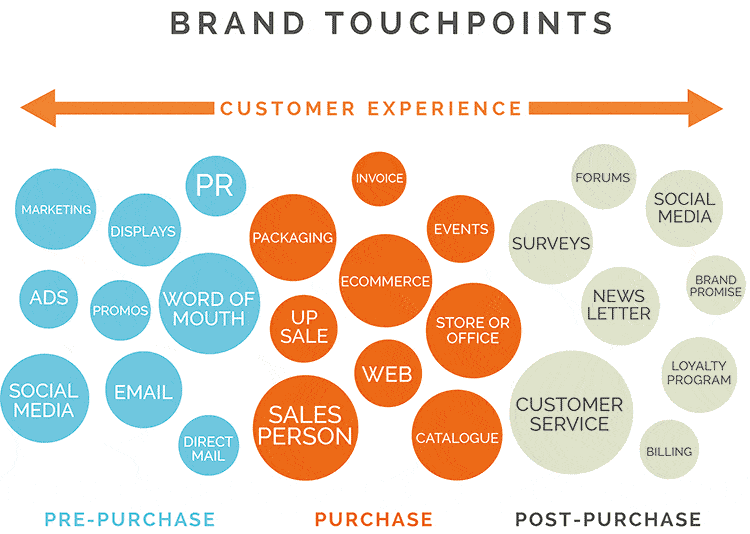 BRAND TOUCHPOINTS
CUSTOMER EXPERIENCE
MARKETING
DISPLAYS
PR
ADS
PROMOS
WORD OF
MOUTH
SOCIAL
MEDIA
EMAIL
DIRECT
MAIL
INVOICE
PACKAGING
EVENTS
ECOMMERCE
UP
SALE
STORE OR
OFFICE
WEB
SALES
PERSON
CATALOGUE
FORUMS
SOCIAL
MEDIA
SURVEYS
BRAND
PROMISE
NEWS
LETTER
LOYALTY
PROGRAM
CUSTOMER
SERVICE
BILLING
PRE-PURCHASE
PURCHASE
POST-PURCHASE